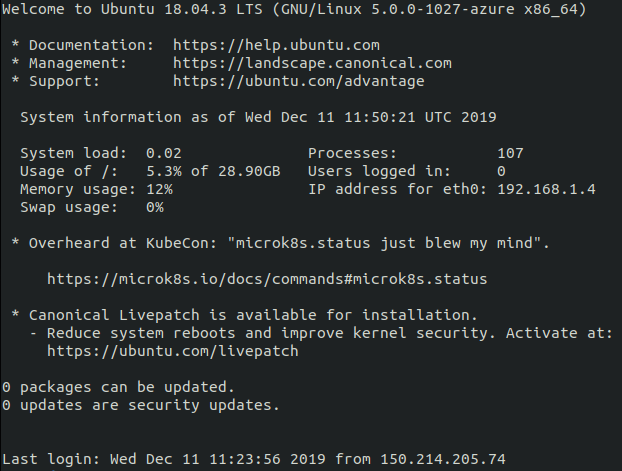 Welcome to Ubuntu 18.04.3 LTS (GNU/Linux 5.0.0-1027-azure x86_64)
* Documentation:  https://help.ubuntu.com
* Management:     https://landscape.canonical.com
* Support:        https://ubuntu.com/advantage
System information as of Wed Dec 11 11:50:21 UTC 2019
System load:  0.02               Processes:           107
Usage of /:   5.3% of 28.90GB   Users logged in:     0
Memory usage: 12%               IP address for eth0: 192.168.1.4
Swap usage:   0%
* Overheard at KubeCon: "microk8s.status just blew my mind".
https://microk8s.io/docs/commands#microk8s.status
* Canonical Livepatch is available for installation.
- Reduce system reboots and improve kernel security. Activate at:
https://ubuntu.com/livepatch
0 packages can be updated.
0 updates are security updates.
Last login: Wed Dec 11 11:23:56 2019 from 150.214.205.74